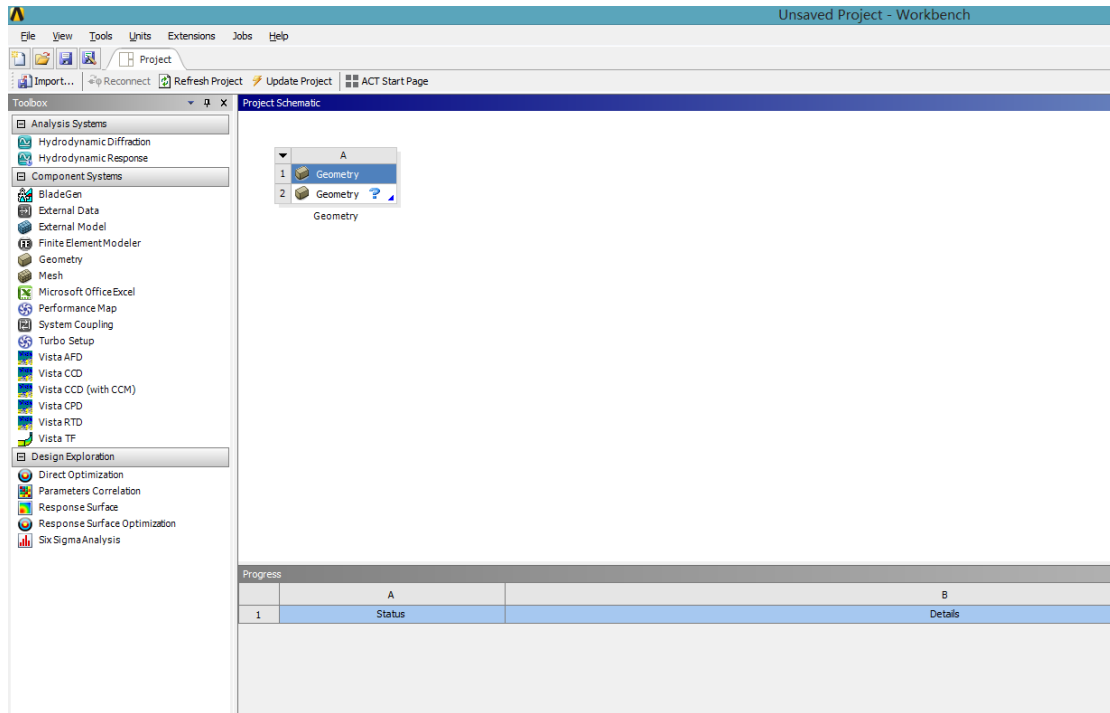 Unsaved Project - Workbench
File View Tools Units Extensions Jobs Help
Project
Import... Reconnect Refresh Project Update Project ACT Start Page
Toolbox
Project Schematic
Analysis Systems
Hydrodynamic Diffraction
Hydrodynamic Response
Component Systems
BladeGen
External Data
External Model
Finite Element Modeler
Geometry
Mesh
Microsoft Office Excel
Performance Map
System Coupling
Turbo Setup
Vista AFD
Vista CCD
Vista CCD (with CCM)
Vista CPD
Vista RTD
Vista TF
Design Exploration
Direct Optimization
Parameters Correlation
Response Surface
Response Surface Optimization
Six Sigma Analysis
A
1 Geometry
2 Geometry ?
Geometry
Progress
A B
1 Status Details